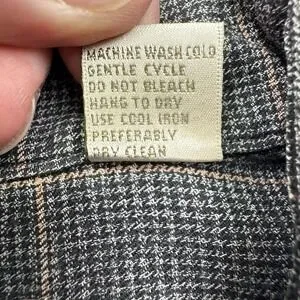 MACHINE WASH COLD
GENTLE CYCLE
DO NOT BLEACH
HANG TO DRY
USE COOL IRON
PREFERABLY
DRY CLEAN